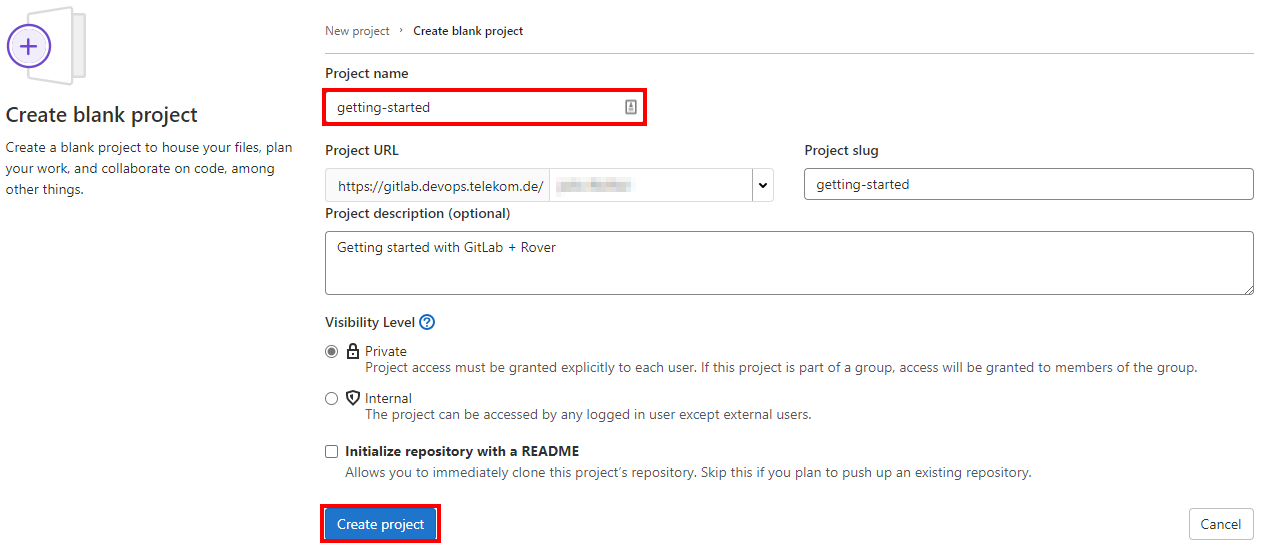 New project › Create blank project
Create blank project
Create a blank project to house your files, plan
your work, and collaborate on code, among
other things.
Project name
getting-started
Project URL
Project slug
https://gitlab.devops.telekom.de/
getting-started
Project description (optional)
Getting started with GitLab + Rover
Visibility Level
Private
Project access must be granted explicitly to each user. If this project is part of a group, access will be granted to members of the group.
Internal
The project can be accessed by any logged in user except external users.
Initialize repository with a README
Allows you to immediately clone this project’s repository. Skip this if you plan to push up an existing repository.
Create project
Cancel